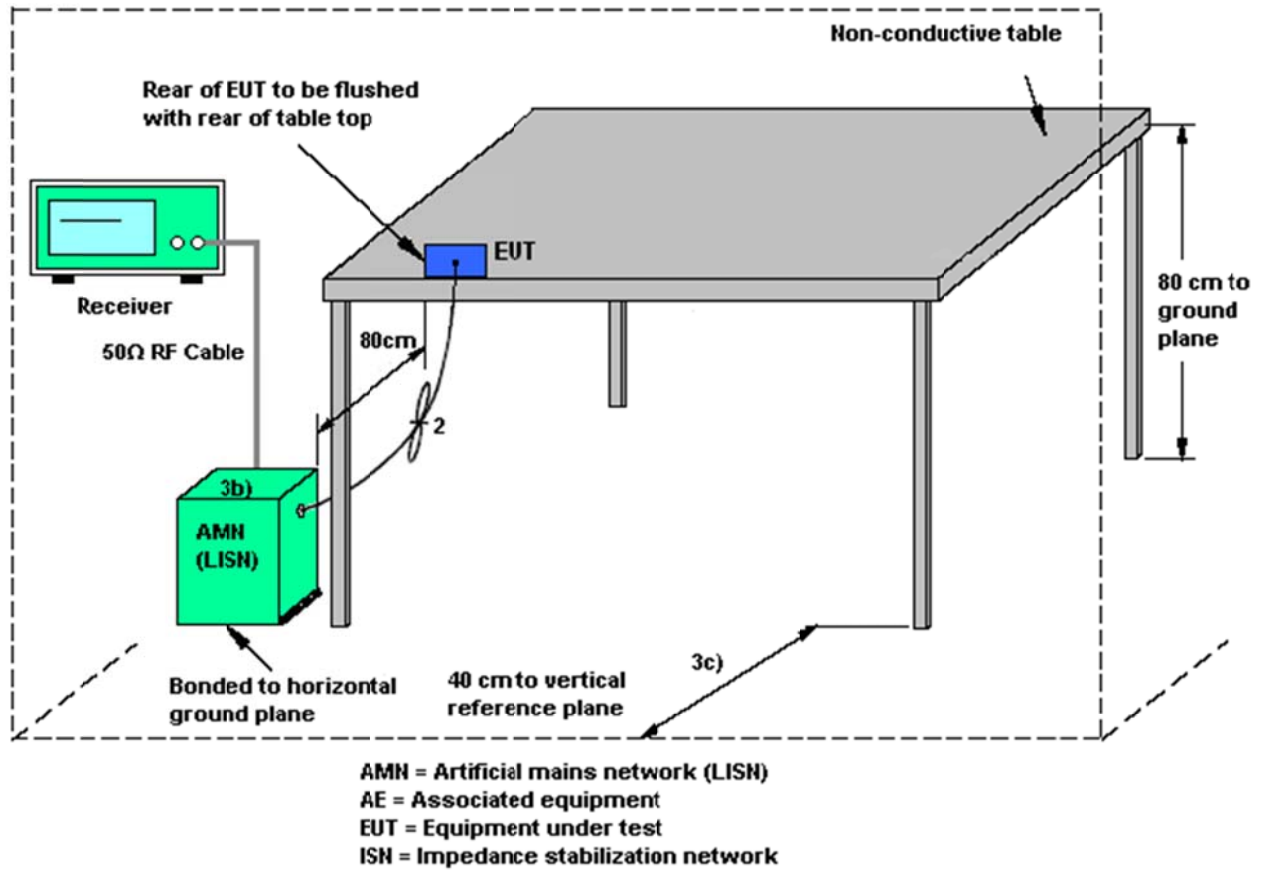 Non-conductive table
Rear of EUT to be flushed
with rear of table top
EUT
Receiver
80cm
80 cm to
ground
plane
50Ω RF Cable
2
3b)
AMN
(LISN)
3c)
Bonded to horizontal
ground plane
40 cm to vertical
reference plane
AMN = Artificial mains network (LISN)
AE = Associated equipment
EUT = Equipment under test
ISN = Impedance stabilization network